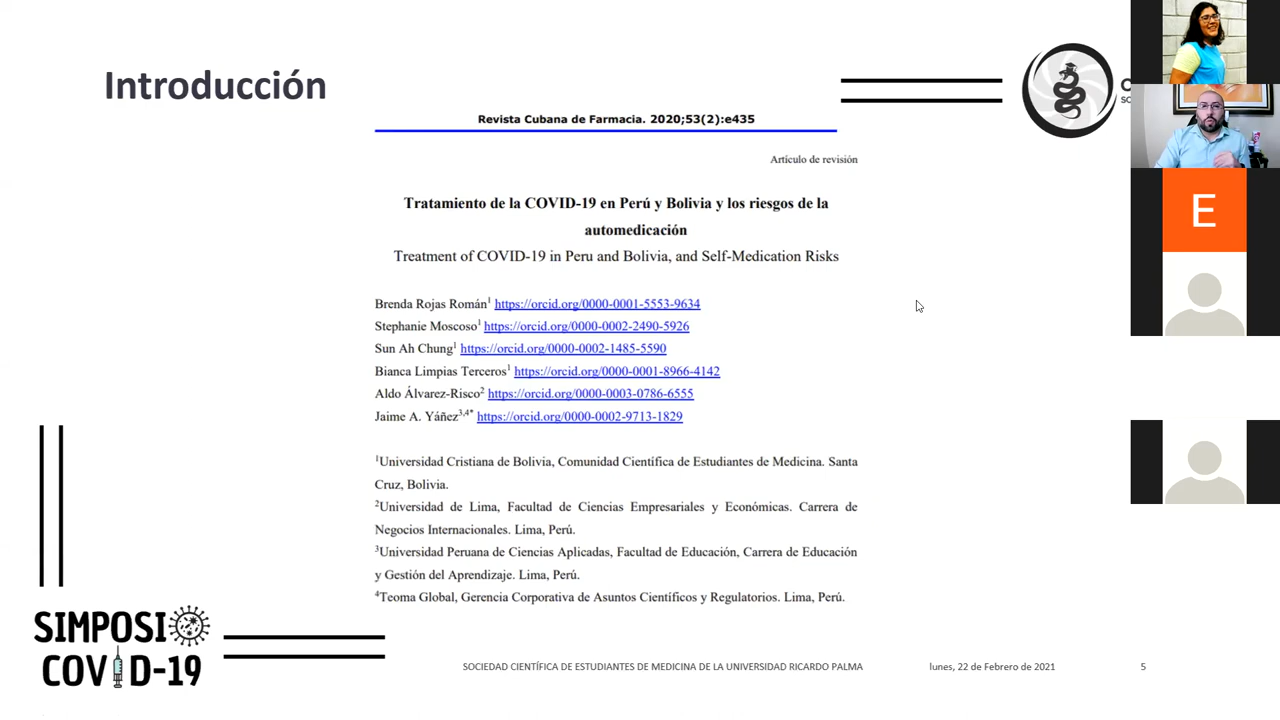 Introducción
Revista Cubana de Farmacia. 2020;53(2):e435
Artículo de revisión
Tratamiento de la COVID-19 en Perú y Bolivia y los riesgos de la
automedicación
Treatment of COVID-19 in Peru and Bolivia, and Self-Medication Risks
Brenda Rojas Román¹ https://orcid.org/0000-0001-5553-9634
Stephanie Moscoso¹ https://orcid.org/0000-0002-2490-5926
Sun Ah Chung¹ https://orcid.org/0000-0002-1485-5590
Bianca Limpias Terceros¹ https://orcid.org/0000-0001-8966-4142
Aldo Álvarez-Risco² https://orcid.org/0000-0003-0786-6555
Jaime A. Yáñez³,⁴* https://orcid.org/0000-0002-9713-1829
¹Universidad Cristiana de Bolivia, Comunidad Científica de Estudiantes de Medicina. Santa
Cruz, Bolivia.
²Universidad de Lima, Facultad de Ciencias Empresariales y Económicas. Carrera de
Negocios Internacionales. Lima, Perú.
³Universidad Peruana de Ciencias Aplicadas, Facultad de Educación, Carrera de Educación
y Gestión del Aprendizaje. Lima, Perú.
⁴Teoma Global, Gerencia Corporativa de Asuntos Científicos y Regulatorios. Lima, Perú.
SIMPOSIO
COVID-19
SOCIEDAD CIENTÍFICA DE ESTUDIANTES DE MEDICINA DE LA UNIVERSIDAD RICARDO PALMA
lunes, 22 de Febrero de 2021
5
E